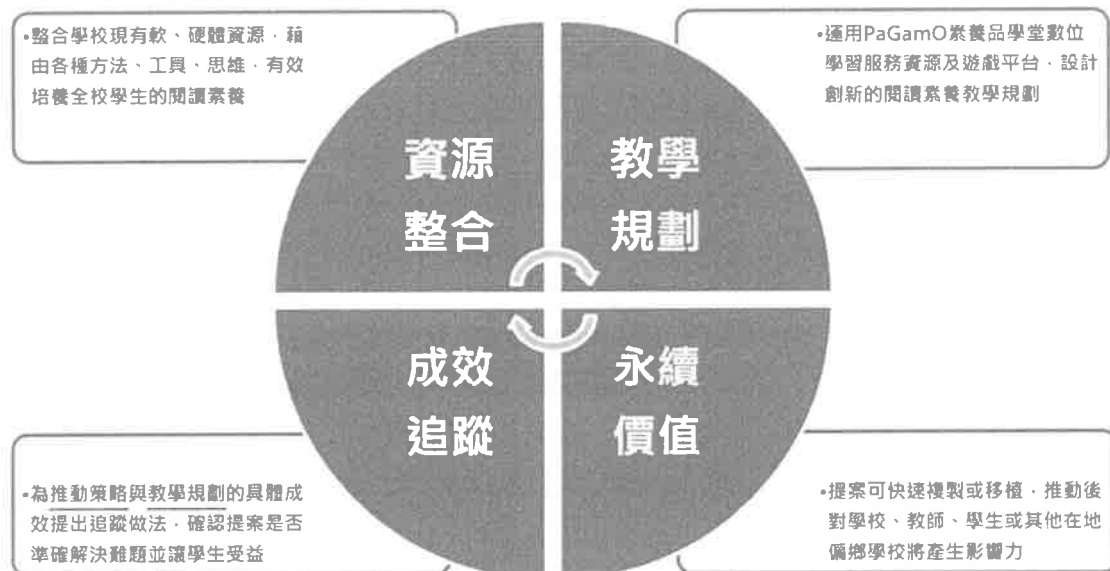 •整合學校現有軟、硬體資源，藉
由各種方法、工具、思維，有效
培養全校學生的閱讀素養
•運用PaGamO素養品學堂數位
學習服務資源及遊戲平台，設計
創新的閱讀素養教學規劃
資源
整合
教學
規劃
成效
追蹤
永續
價值
•為推動策略與教學規劃的具體成
效提出追蹤做法，確認提案是否
準確解決難題並讓學生受益
•提案可快速複製或移植，推動後
對學校、教師、學生或其他在地
偏鄉學校將產生影響力